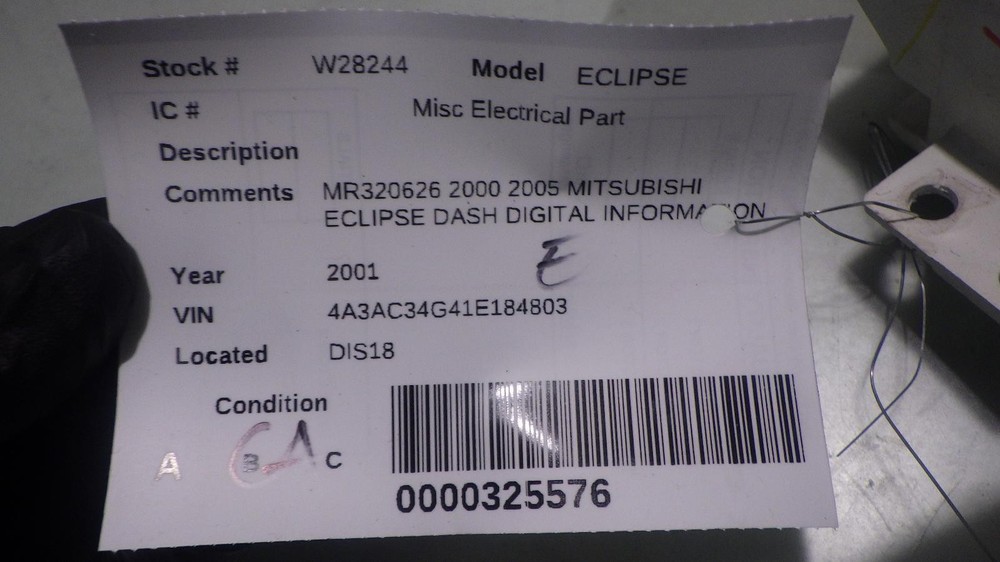 Stock # W28244 Model ECLIPSE
IC # Misc Electrical Part
Description
Comments MR320626 2000 2005 MITSUBISHI
ECLIPSE DASH DIGITAL
E
Year 2001
VIN 4A3AC34G41E184803
Located DIS18
Condition
A B A C
0000325576